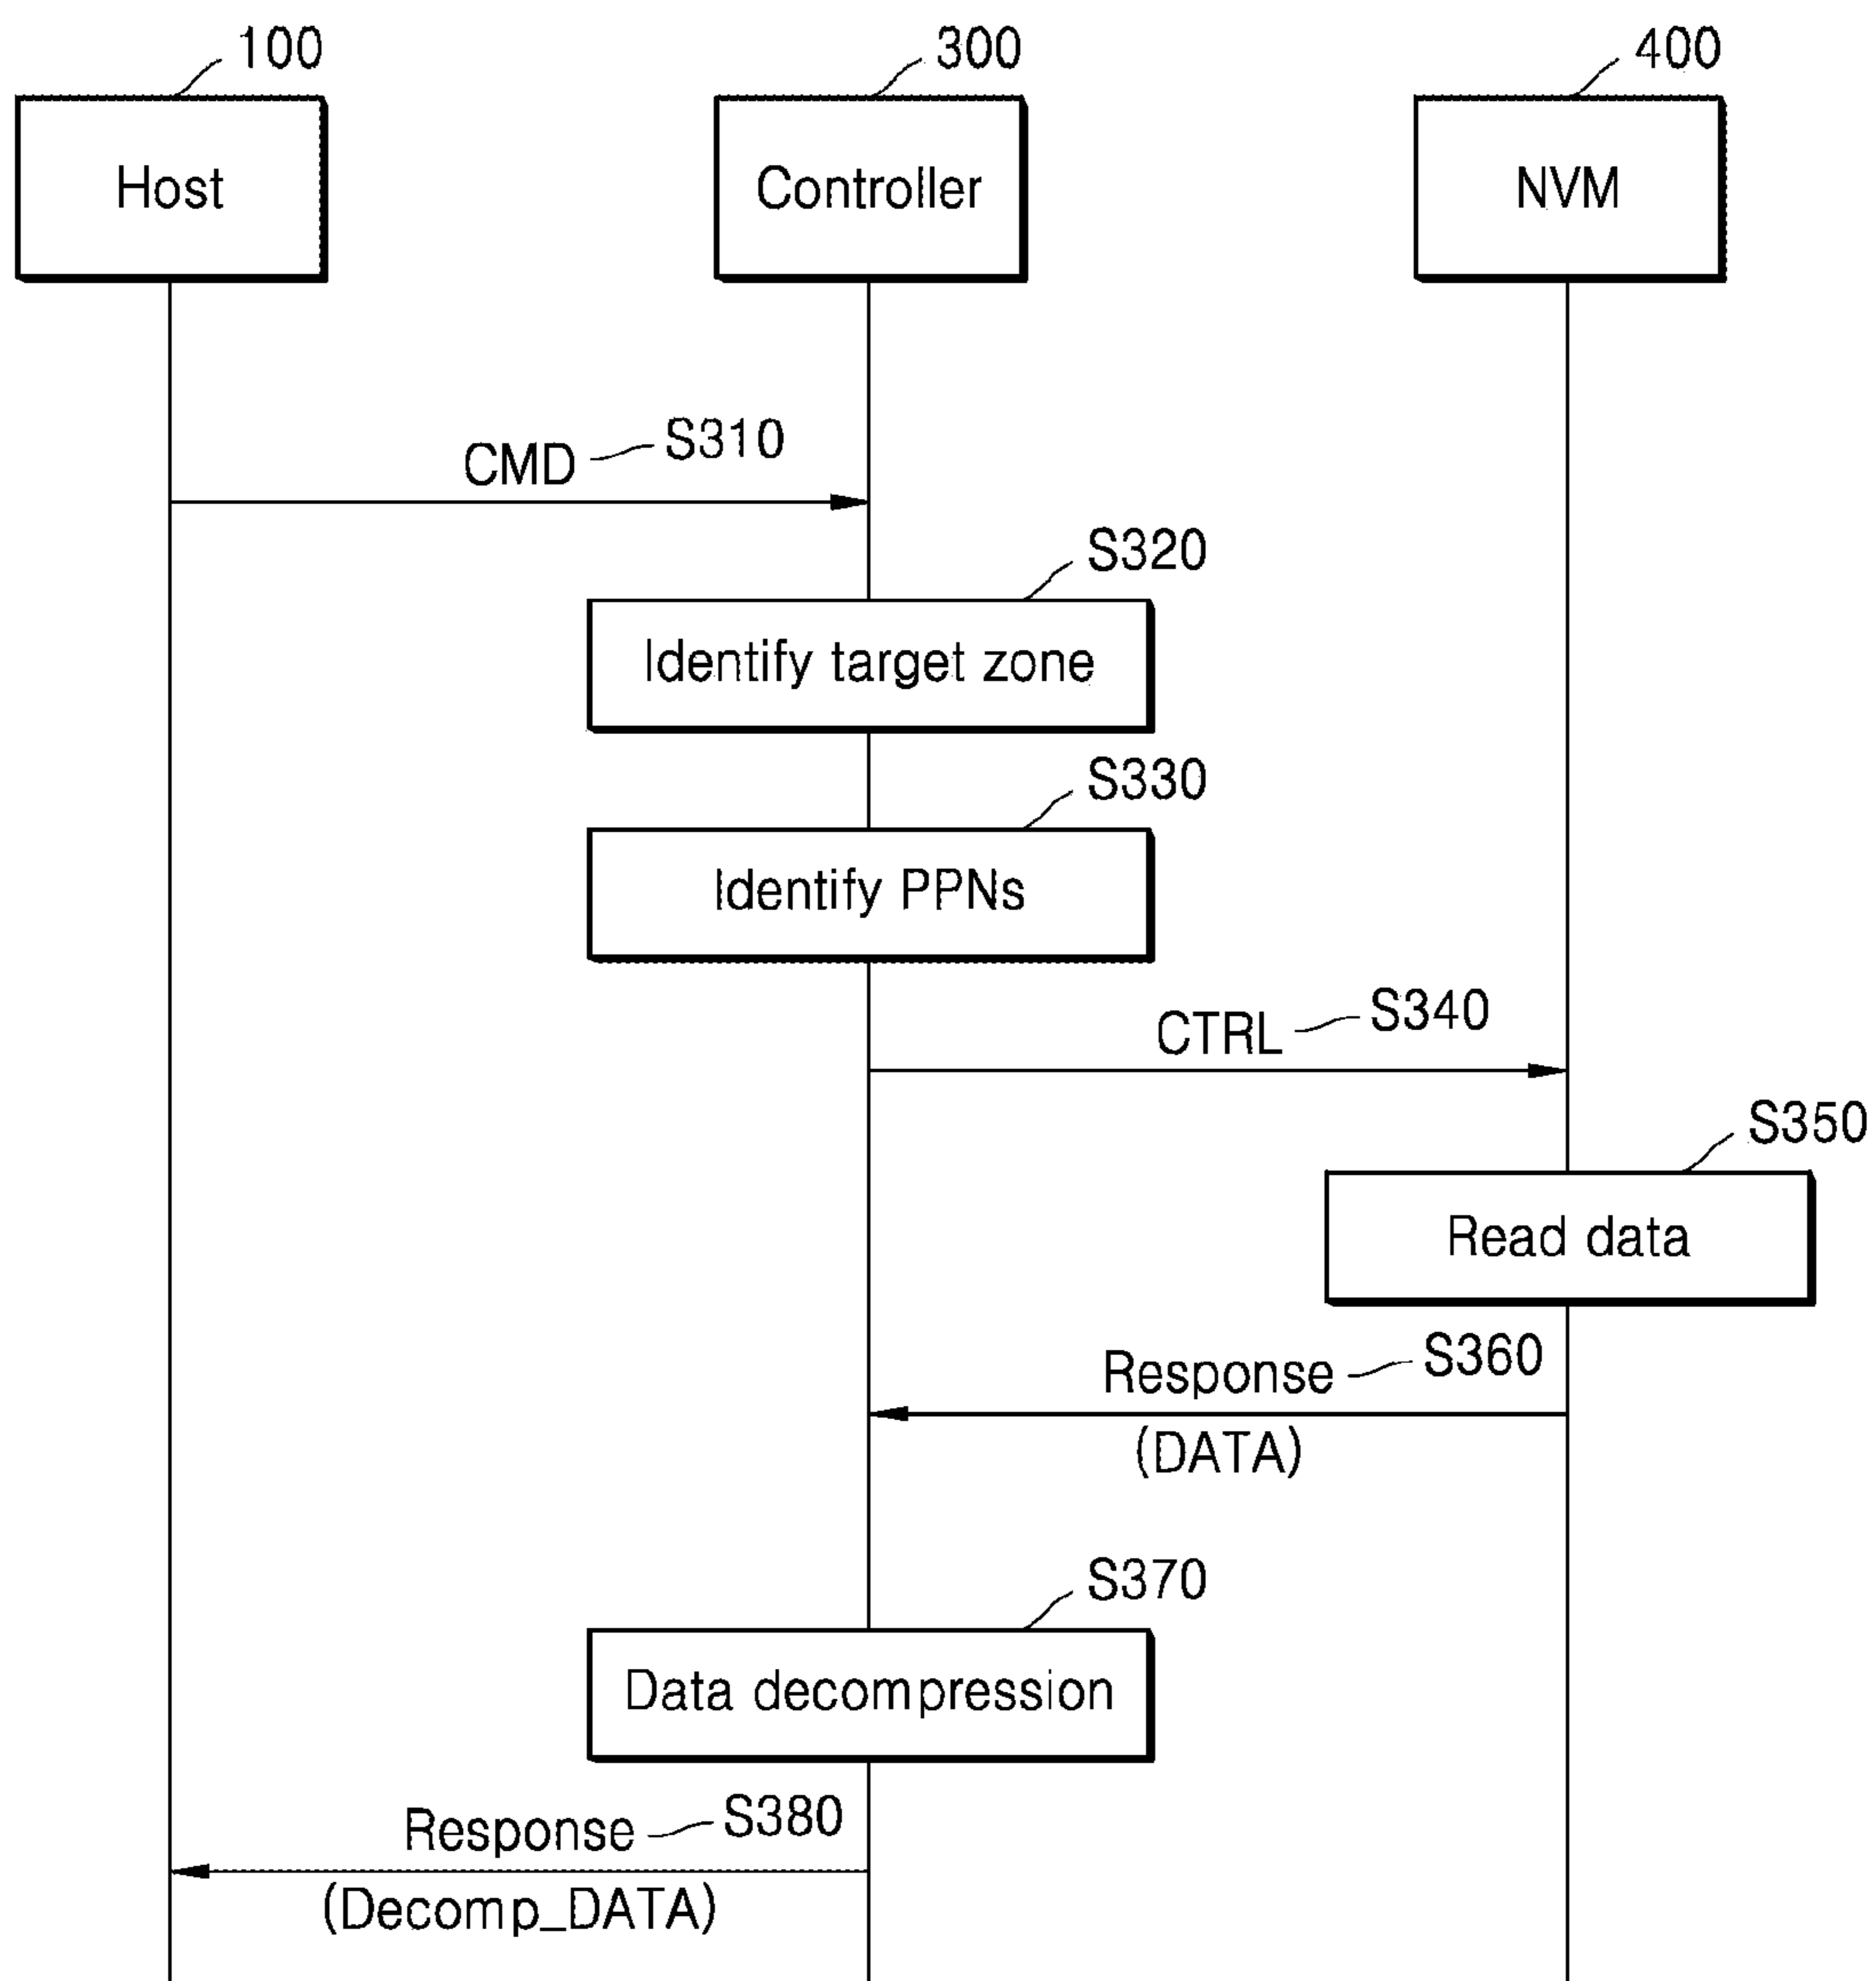 100
300
400
Host
Controller
NVM
CMD
S310
S320
Identify target zone
S330
Identify PPNs
CTRL
S340
S350
Read data
Response
S360
(DATA)
S370
Data decompression
Response
S380
(Decomp_DATA)